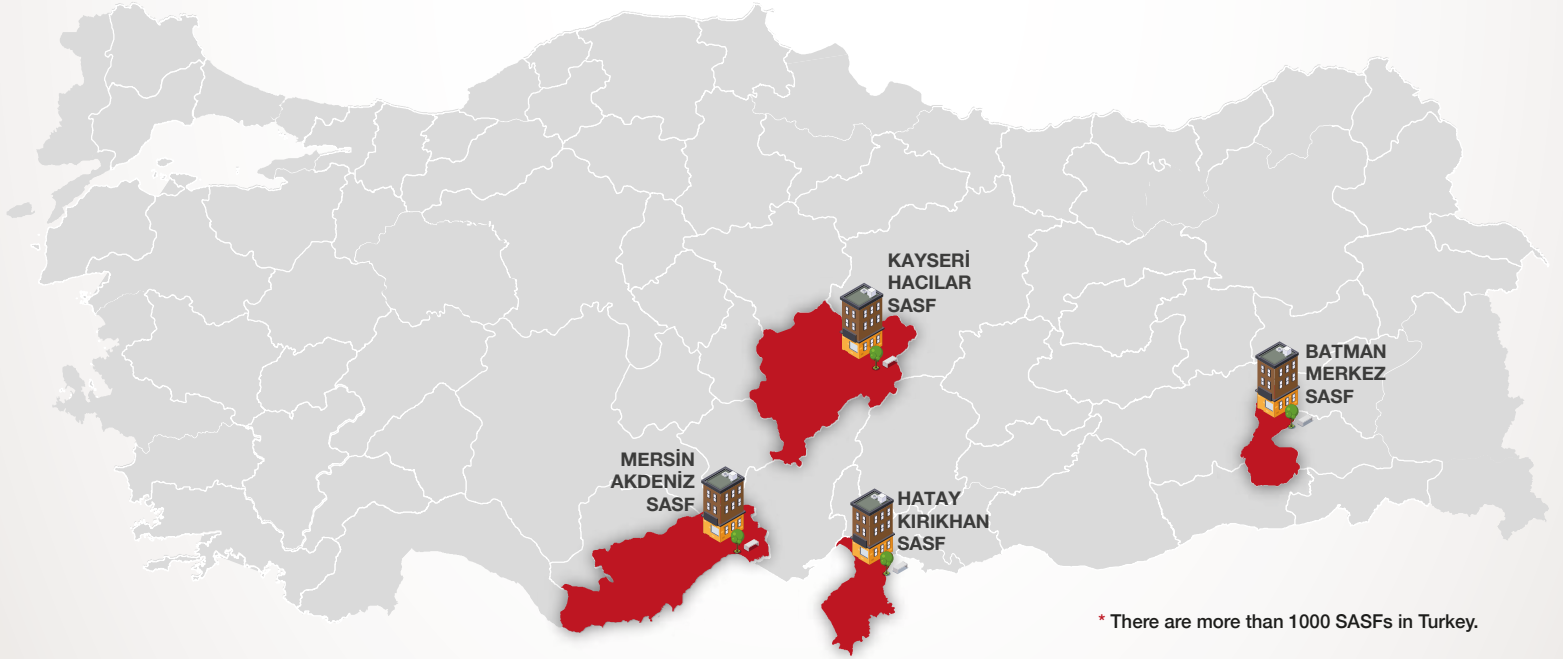 KAYSERİ
HACILAR
SASF
BATMAN
MERKEZ
SASF
MERSİN
AKDENİZ
SASF
HATAY
KIRIKHAN
SASF
* There are more than 1000 SASFs in Turkey.